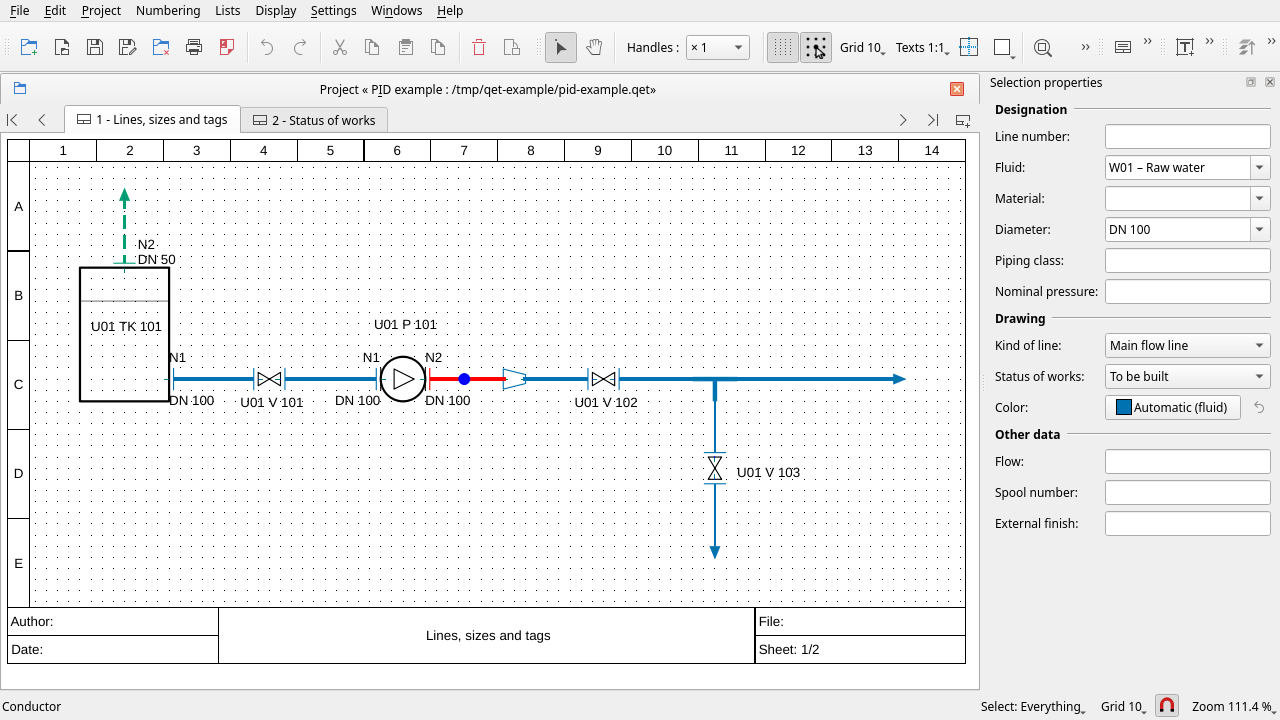 File Edit Project Numbering Lists Display Settings Windows Help
Handles : × 1 Grid 10 Texts 1:1 » » » »
Project « PID example : /tmp/qet-example/pid-example.qet»
Selection properties
1 - Lines, sizes and tags
2 - Status of works
1 2 3 4 5 6 7 8 9 10 11 12 13 14
A
B
C
D
E
N2
DN 50
U01 TK 101
U01 P 101
N1
N1
N2
DN 100
U01 V 101
DN 100
DN 100
U01 V 102
U01 V 103
Author:
Date:
Lines, sizes and tags
File:
Sheet: 1/2
Designation
Line number:
Fluid: W01 – Raw water
Material:
Diameter: DN 100
Piping class:
Nominal pressure:
Drawing
Kind of line: Main flow line
Status of works: To be built
Color: Automatic (fluid)
Other data
Flow:
Spool number:
External finish:
Conductor
Select: Everything Grid 10 Zoom 111.4 %